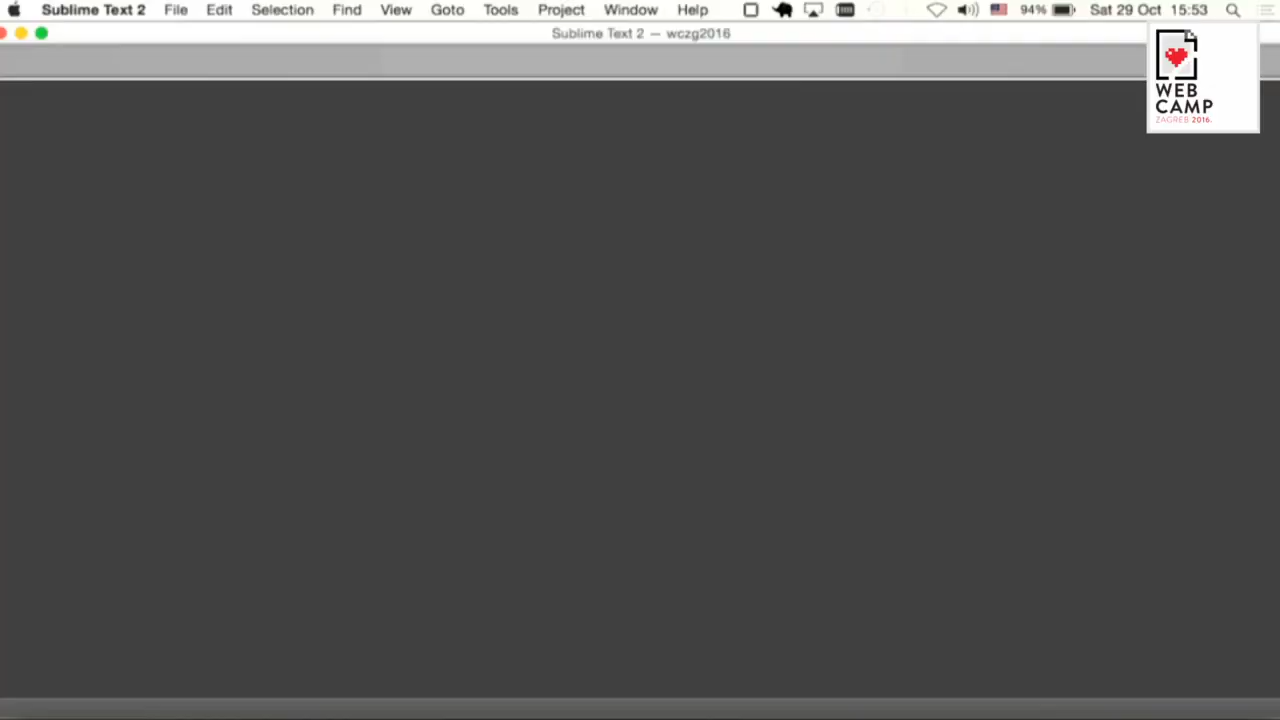 Sublime Text 2 File Edit Selection Find View Goto Tools Project Window Help 94% Sat 29 Oct 15:53
Sublime Text 2 — wczg2016
WEB
CAMP
ZAGREB 2016.